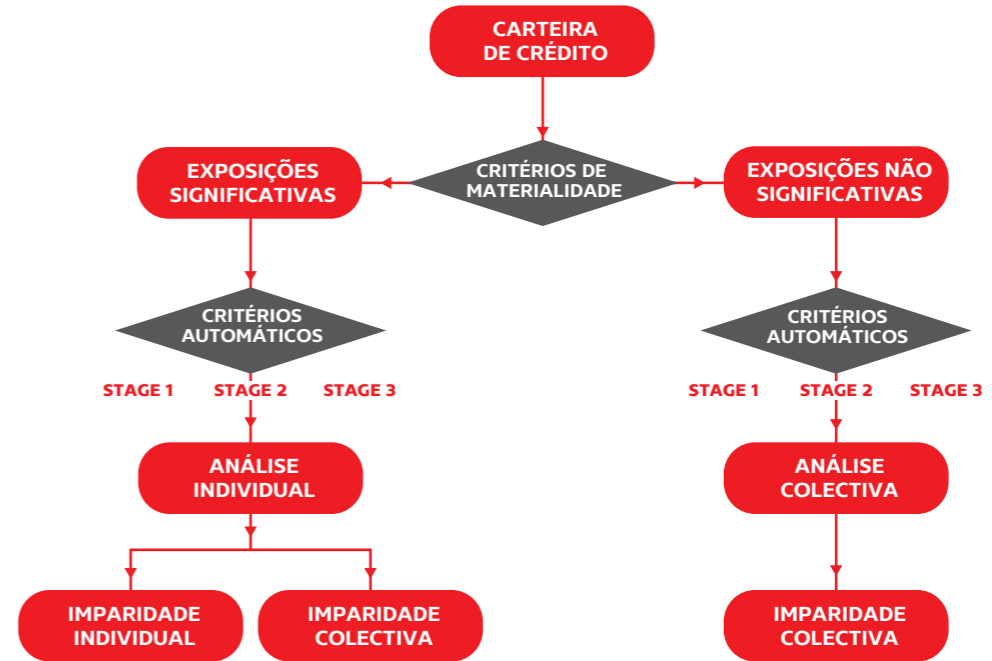 CARTEIRA
DE CRÉDITO
CRITÉRIOS DE
MATERIALIDADE
EXPOSIÇÕES
SIGNIFICATIVAS
EXPOSIÇÕES NÃO
SIGNIFICATIVAS
CRITÉRIOS
AUTOMÁTICOS
CRITÉRIOS
AUTOMÁTICOS
STAGE 1 STAGE 2 STAGE 3
STAGE 1 STAGE 2 STAGE 3
ANÁLISE
INDIVIDUAL
ANÁLISE
COLECTIVA
IMPARIDADE
INDIVIDUAL
IMPARIDADE
COLECTIVA
IMPARIDADE
COLECTIVA